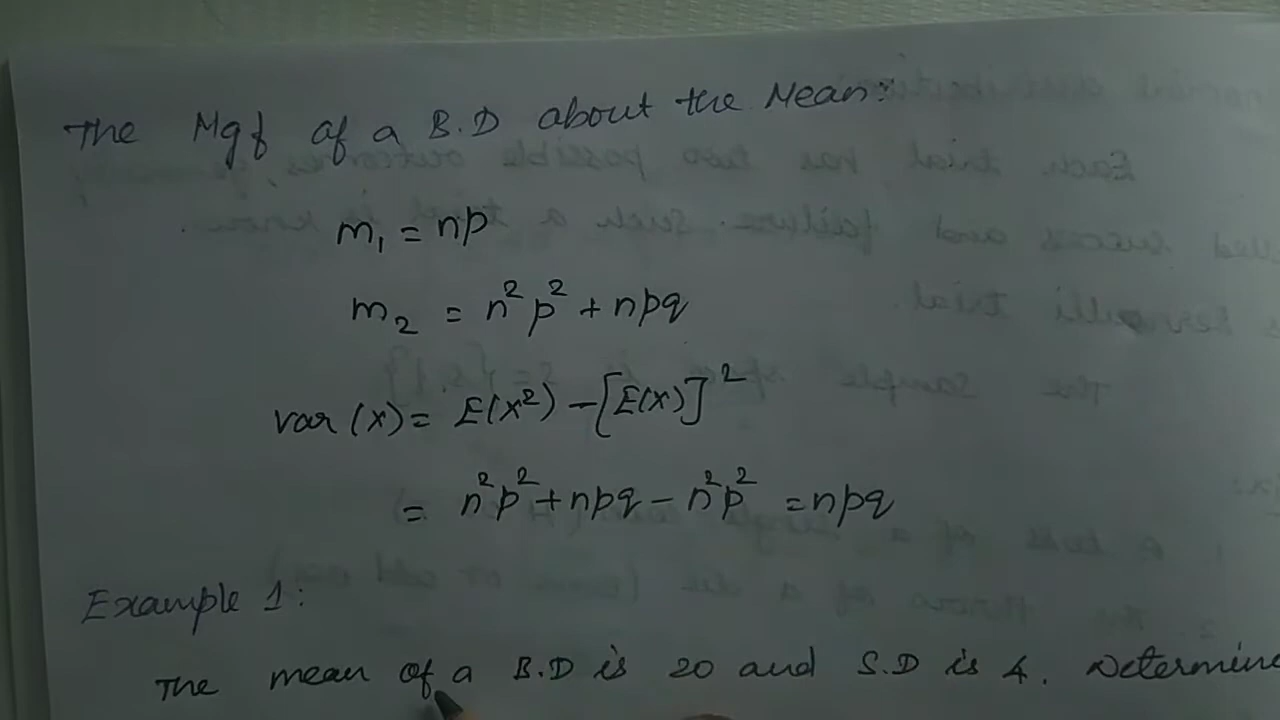 The Mgf of a B.D about the Mean:
m₁ = np
m₂ = n²p² + npq
var (x) = E(x²) - [E(x)]²
= n²p² + npq - n²p² = npq
Example 1:
The mean of a B.D is 20 and S.D is 4. Determine